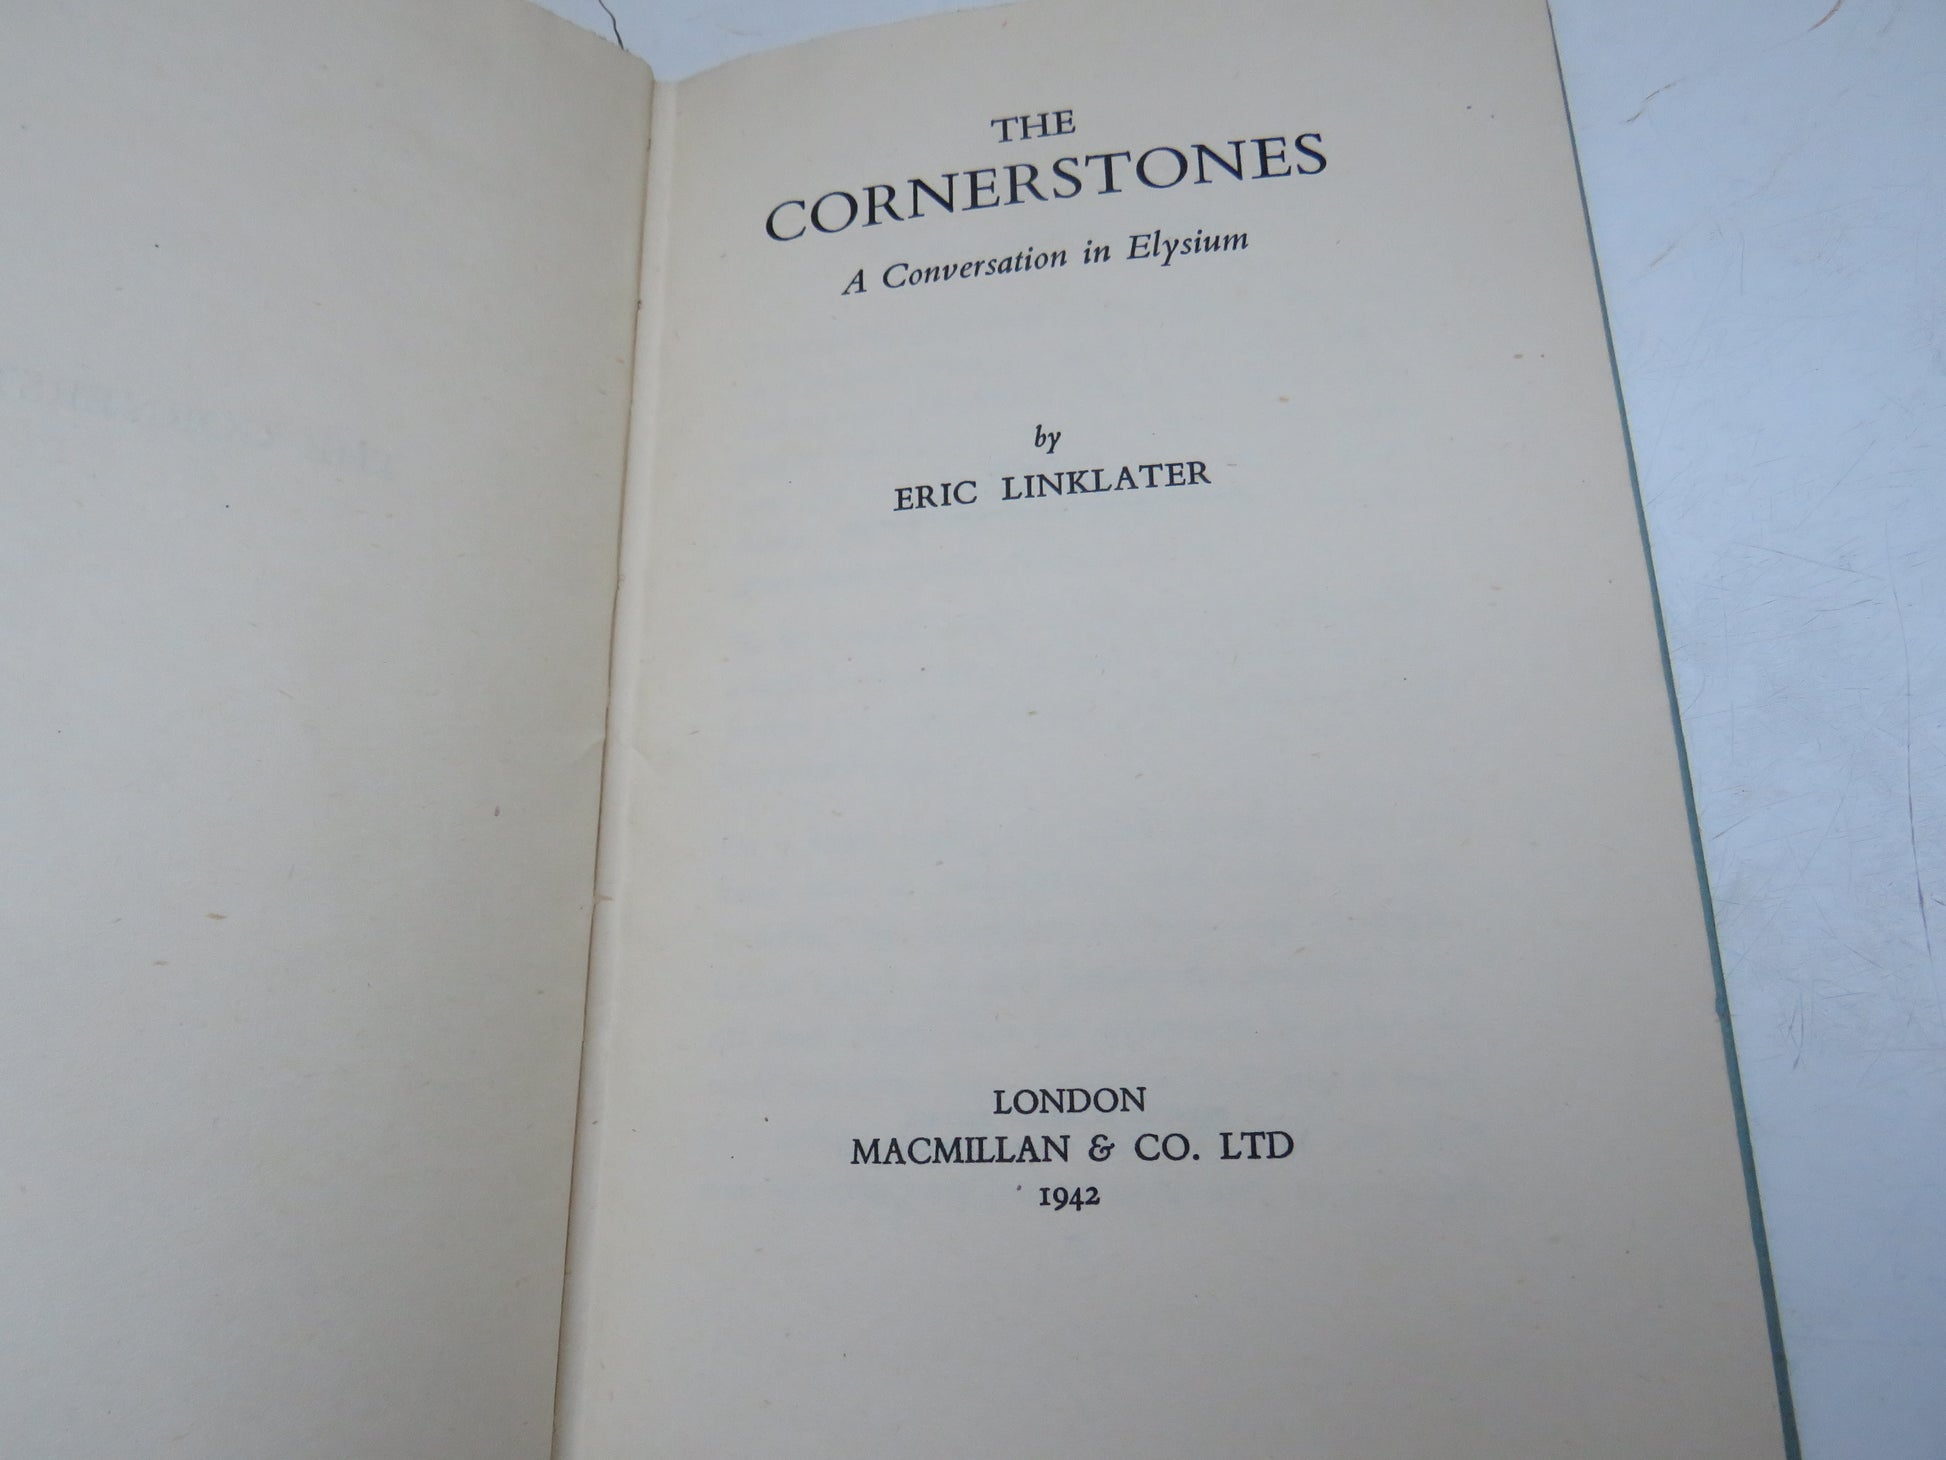 THE
CORNERSTONES
A Conversation in Elysium
by
ERIC LINKLATER
LONDON
MACMILLAN & CO. LTD
1942